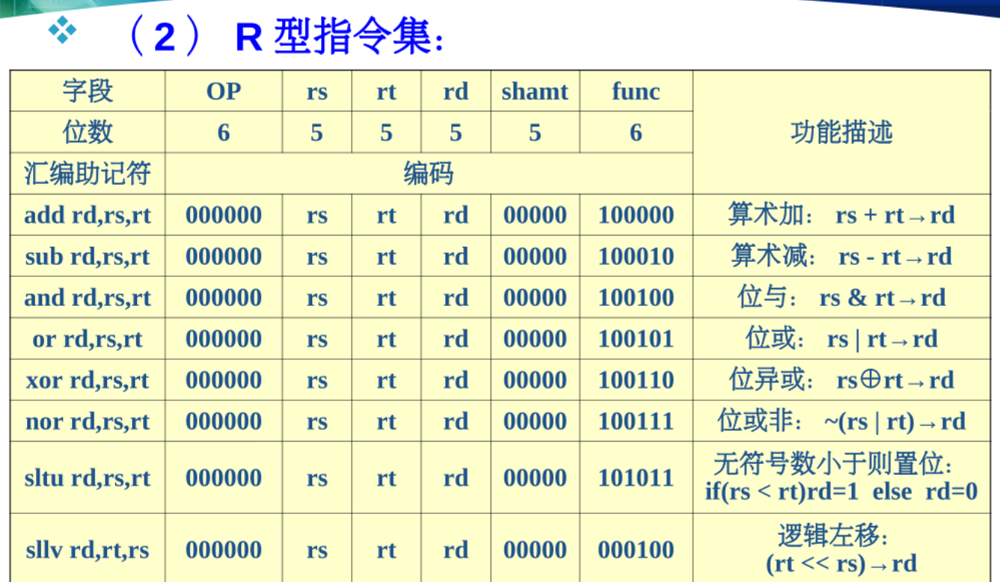 （2） R 型指令集：
字段 OP rs rt rd shamt func 功能描述
位数 6 5 5 5 5 6
汇编助记符 编码
add rd,rs,rt 000000 rs rt rd 00000 100000 算术加： rs + rt→rd
sub rd,rs,rt 000000 rs rt rd 00000 100010 算术减： rs - rt→rd
and rd,rs,rt 000000 rs rt rd 00000 100100 位与： rs & rt→rd
or rd,rs,rt 000000 rs rt rd 00000 100101 位或： rs | rt→rd
xor rd,rs,rt 000000 rs rt rd 00000 100110 位异或： rs⊕rt→rd
nor rd,rs,rt 000000 rs rt rd 00000 100111 位或非： ~(rs | rt)→rd
sltu rd,rs,rt 000000 rs rt rd 00000 101011 无符号数小于则置位：
if(rs < rt)rd=1 else rd=0
sllv rd,rt,rs 000000 rs rt rd 00000 000100 逻辑左移：
(rt << rs)→rd